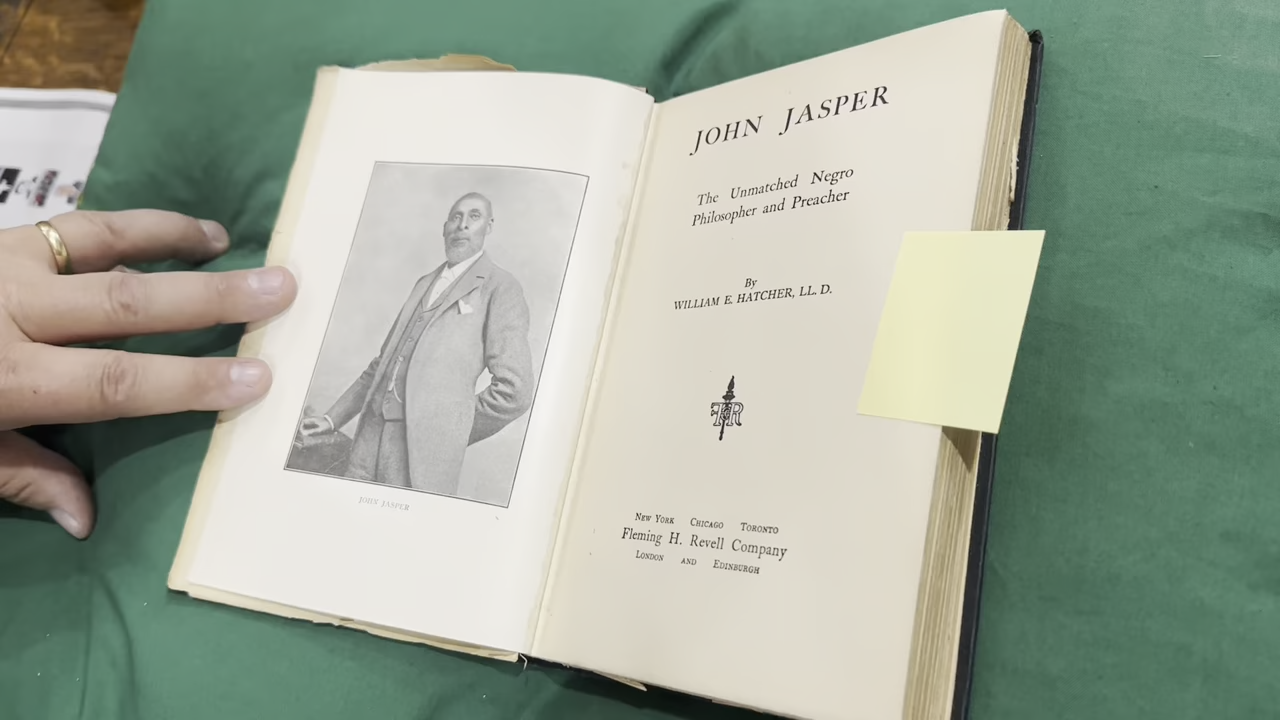 JOHN JASPER
JOHN JASPER
The Unmatched Negro
Philosopher and Preacher
By
WILLIAM E. HATCHER, LL. D.
FHR
NEW YORK CHICAGO TORONTO
Fleming H. Revell Company
LONDON AND EDINBURGH